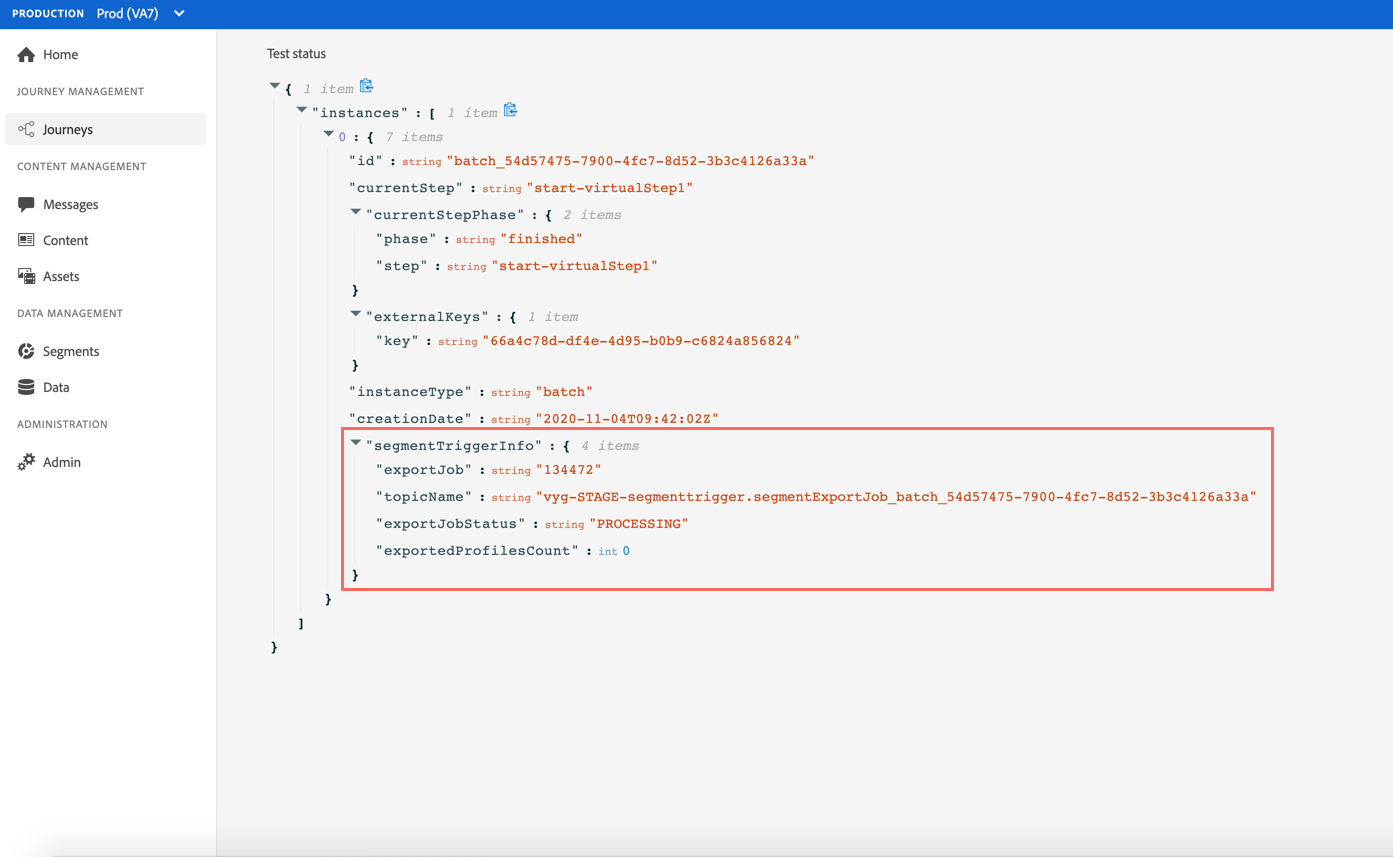 PRODUCTION Prod (VA7)
Home
JOURNEY MANAGEMENT
Journeys
CONTENT MANAGEMENT
Messages
Content
Assets
DATA MANAGEMENT
Segments
Data
ADMINISTRATION
Admin
Test status
{ 1 item
"instances" : [ 1 item
0 : { 7 items
"id" : string "batch_54d57475-7900-4fc7-8d52-3b3c4126a33a"
"currentStep" : string "start-virtualStep1"
"currentStepPhase" : { 2 items
"phase" : string "finished"
"step" : string "start-virtualStep1"
}
"externalKeys" : { 1 item
"key" : string "66a4c78d-df4e-4d95-b0b9-c6824a856824"
}
"instanceType" : string "batch"
"creationDate" : string "2020-11-04T09:42:02Z"
"segmentTriggerInfo" : { 4 items
"exportJob" : string "134472"
"topicName" : string "vyg-STAGE-segmenttrigger.segmentExportJob_batch_54d57475-7900-4fc7-8d52-3b3c4126a33a"
"exportJobStatus" : string "PROCESSING"
"exportedProfilesCount" : int 0
}
}
]
}